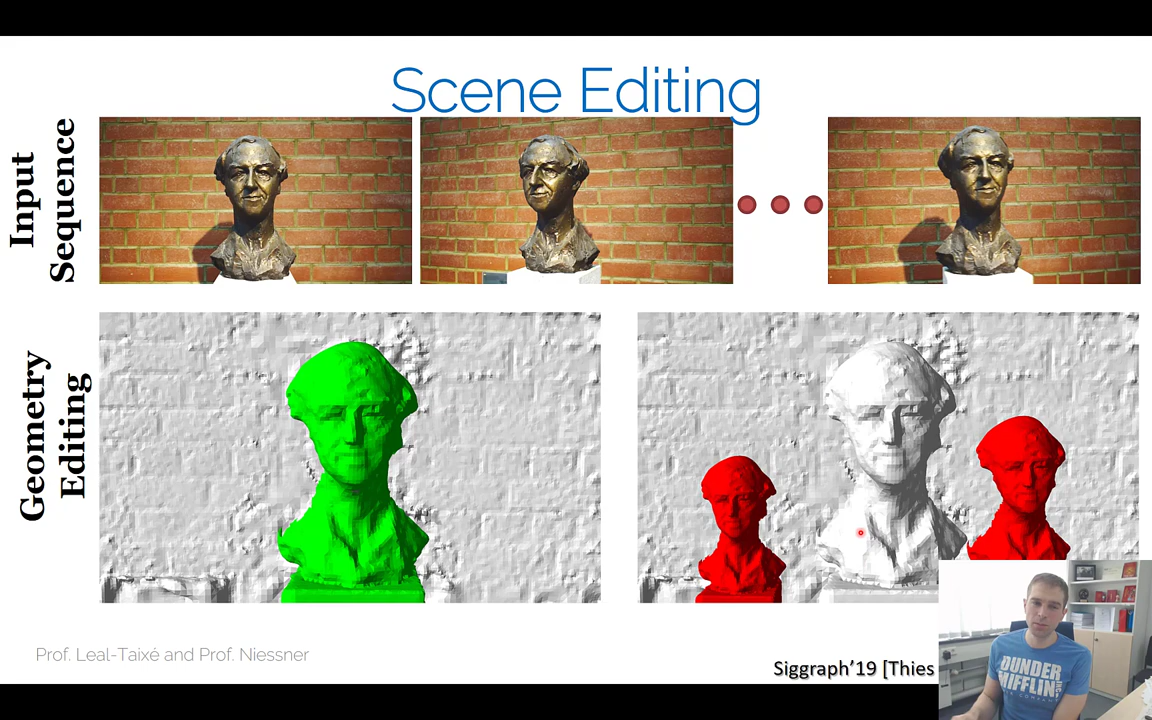 Scene Editing
Input
Sequence
Geometry
Editing
Prof. Leal-Taixé and Prof. Niessner
Siggraph'19 [Thies
DUNDER
MIFFLIN